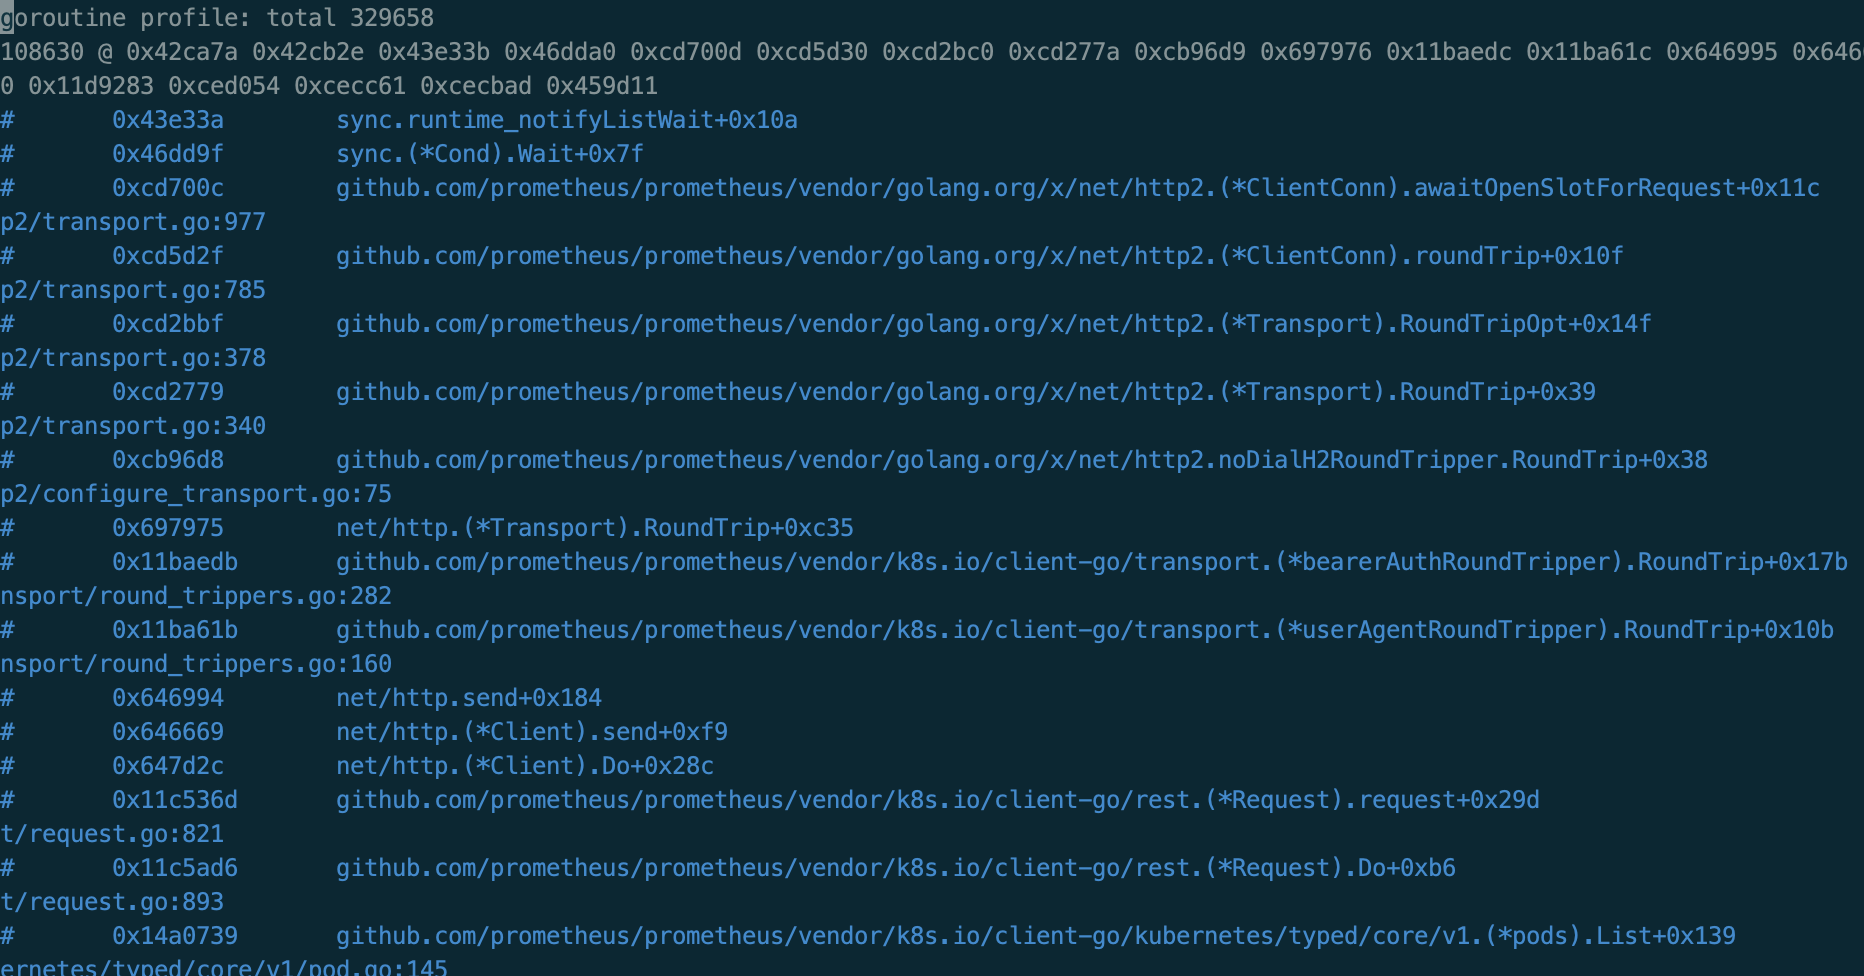 goroutine profile: total 329658
108630 @ 0x42ca7a 0x42cb2e 0x43e33b 0x46dda0 0xcd700d 0xcd5d30 0xcd2bc0 0xcd277a 0xcb96d9 0x697976 0x11baedc 0x11ba61c 0x646995 0x646
0 0x11d9283 0xced054 0xcecc61 0xcecbad 0x459d11
# 0x43e33a sync.runtime_notifyListWait+0x10a
# 0x46dd9f sync.(*Cond).Wait+0x7f
# 0xcd700c github.com/prometheus/prometheus/vendor/golang.org/x/net/http2.(*ClientConn).awaitOpenSlotForRequest+0x11c
p2/transport.go:977
# 0xcd5d2f github.com/prometheus/prometheus/vendor/golang.org/x/net/http2.(*ClientConn).roundTrip+0x10f
p2/transport.go:785
# 0xcd2bbf github.com/prometheus/prometheus/vendor/golang.org/x/net/http2.(*Transport).RoundTripOpt+0x14f
p2/transport.go:378
# 0xcd2779 github.com/prometheus/prometheus/vendor/golang.org/x/net/http2.(*Transport).RoundTrip+0x39
p2/transport.go:340
# 0xcb96d8 github.com/prometheus/prometheus/vendor/golang.org/x/net/http2.noDialH2RoundTripper.RoundTrip+0x38
p2/configure_transport.go:75
# 0x697975 net/http.(*Transport).RoundTrip+0xc35
# 0x11baedb github.com/prometheus/prometheus/vendor/k8s.io/client-go/transport.(*bearerAuthRoundTripper).RoundTrip+0x17b
nsport/round_trippers.go:282
# 0x11ba61b github.com/prometheus/prometheus/vendor/k8s.io/client-go/transport.(*userAgentRoundTripper).RoundTrip+0x10b
nsport/round_trippers.go:160
# 0x646994 net/http.send+0x184
# 0x646669 net/http.(*Client).send+0xf9
# 0x647d2c net/http.(*Client).Do+0x28c
# 0x11c536d github.com/prometheus/prometheus/vendor/k8s.io/client-go/rest.(*Request).request+0x29d
t/request.go:821
# 0x11c5ad6 github.com/prometheus/prometheus/vendor/k8s.io/client-go/rest.(*Request).Do+0xb6
t/request.go:893
# 0x14a0739 github.com/prometheus/prometheus/vendor/k8s.io/client-go/kubernetes/typed/core/v1.(*pods).List+0x139
ernetes/typed/core/v1/pod.go:145